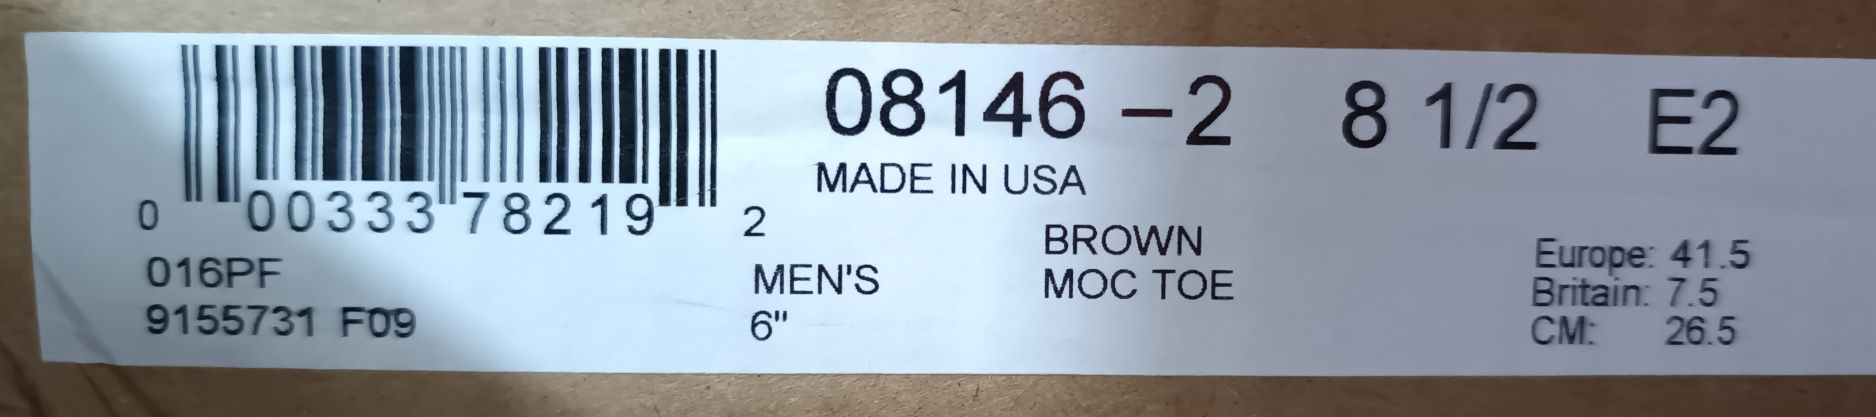 08146 -2 8 1/2 E2
MADE IN USA
0 00333 78219 2
016PF
9155731 F09
MEN'S
6"
BROWN
MOC TOE
Europe: 41.5
Britain: 7.5
CM: 26.5